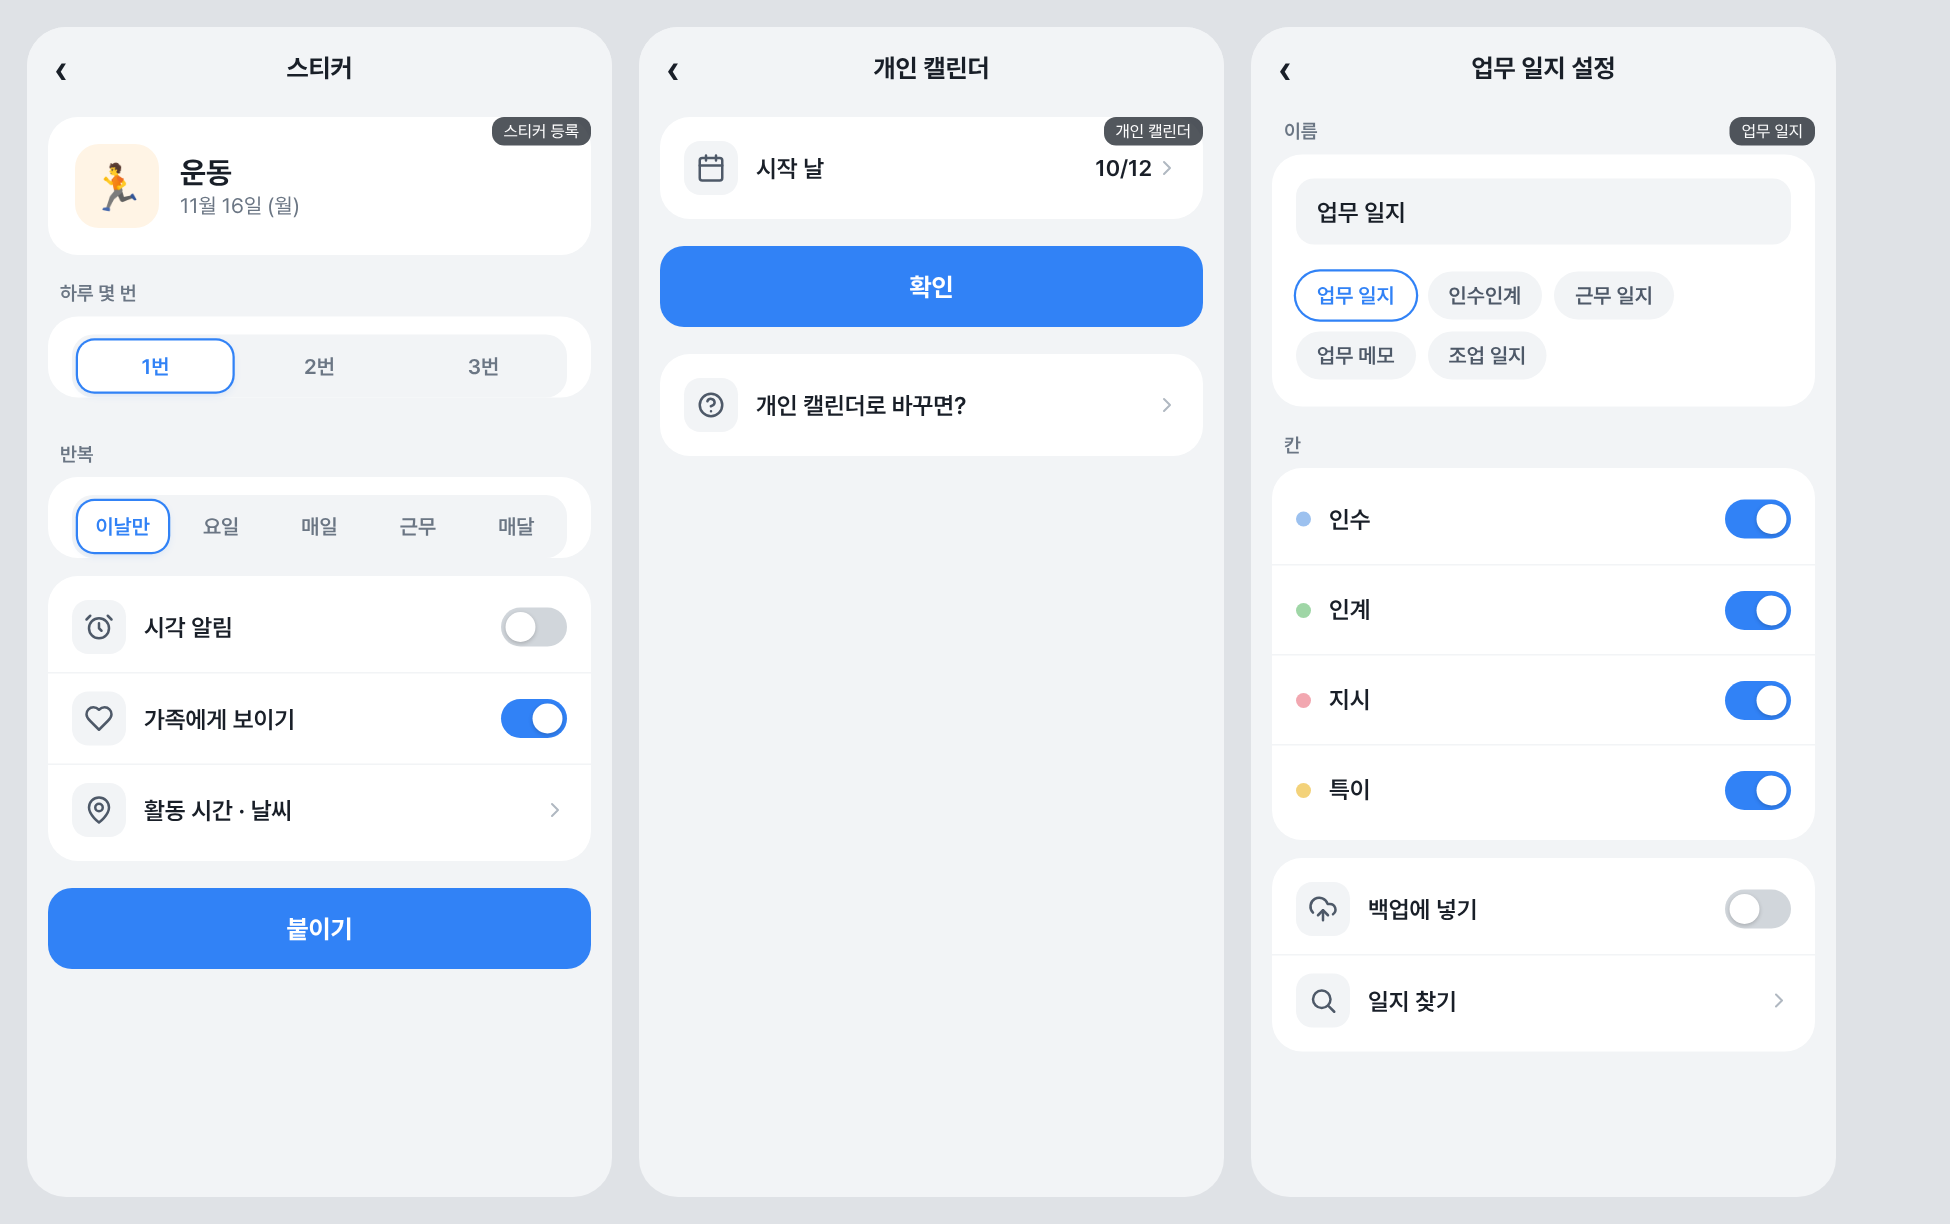 ‹
스티커
스티커 등록
운동
11월 16일 (월)
하루 몇 번
1번 2번 3번
반복
이날만 요일 매일 근무 매달
시각 알림
가족에게 보이기
활동 시간 · 날씨
붙이기
‹
개인 캘린더
개인 캘린더
시작 날 10/12
확인
개인 캘린더로 바꾸면?
‹
업무 일지 설정
이름
업무 일지
업무 일지
업무 일지 인수인계 근무 일지
업무 메모 조업 일지
칸
인수
인계
지시
특이
백업에 넣기
일지 찾기